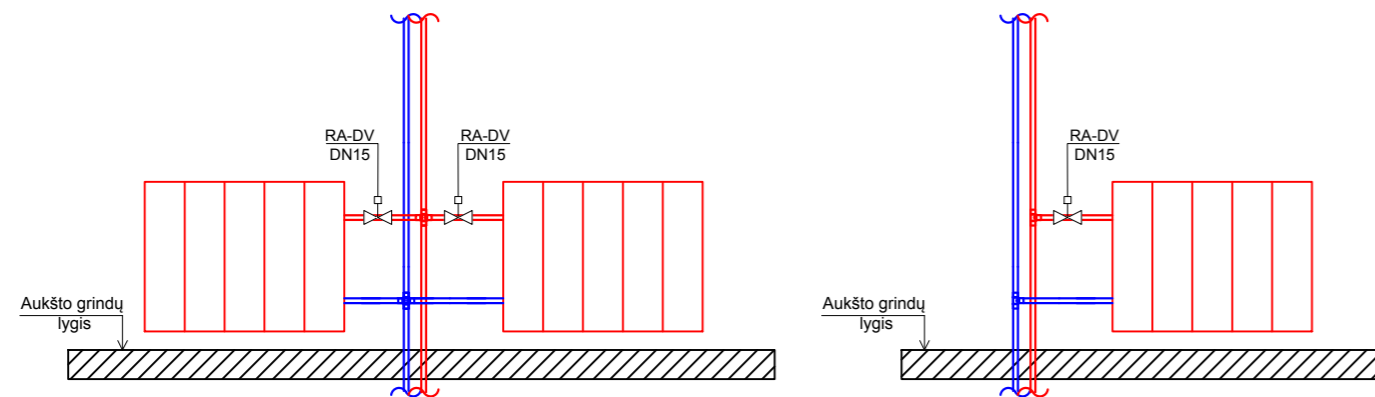 RA-DV
DN15
RA-DV
DN15
Aukšto grindų
lygis
RA-DV
DN15
Aukšto grindų
lygis